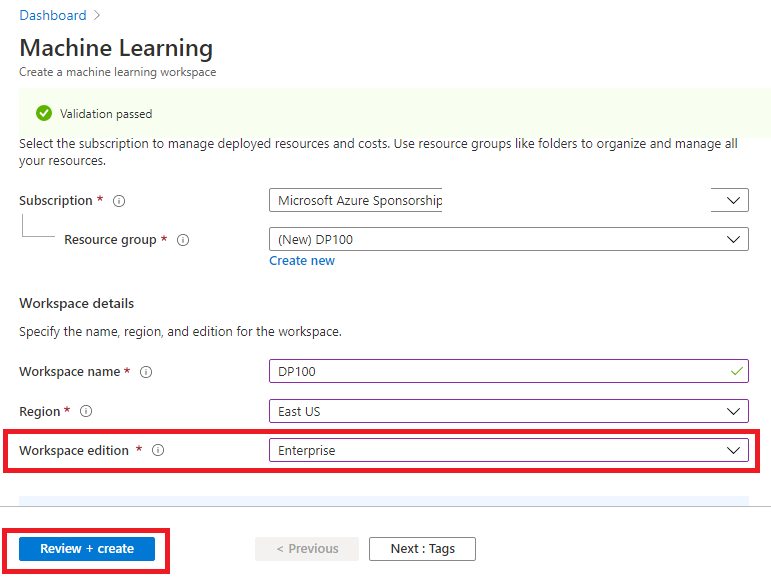 Dashboard >
Machine Learning
Create a machine learning workspace
Validation passed
Select the subscription to manage deployed resources and costs. Use resource groups like folders to organize and manage all
your resources.
Subscription * Microsoft Azure Sponsorship
Resource group * (New) DP100
Create new
Workspace details
Specify the name, region, and edition for the workspace.
Workspace name * DP100
Region * East US
Workspace edition * Enterprise
Review + create < Previous Next : Tags